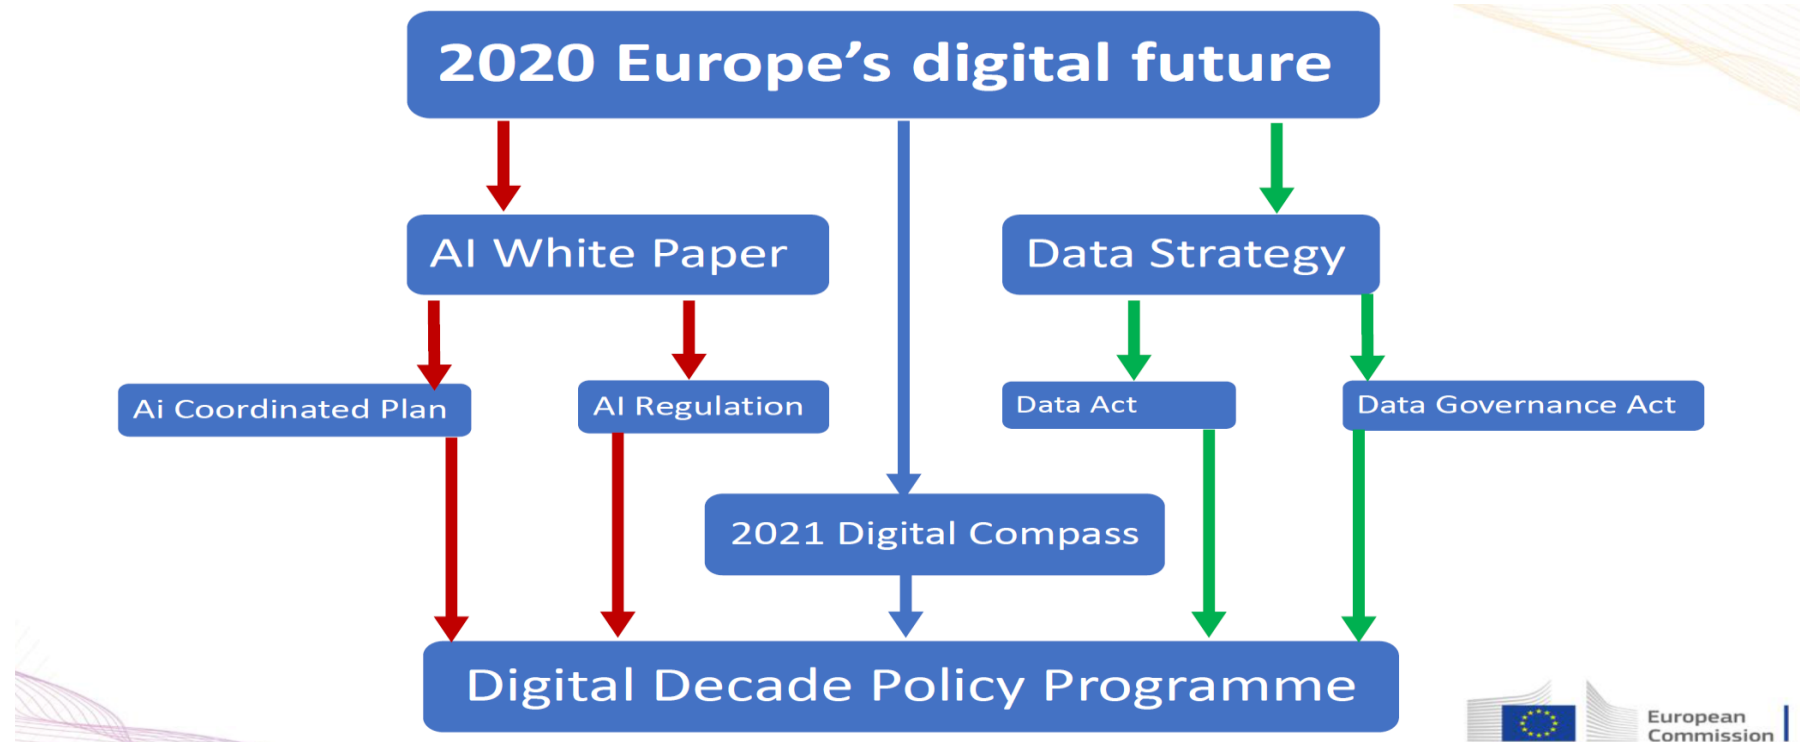 2020 Europe’s digital future
AI White Paper
Data Strategy
Ai Coordinated Plan
AI Regulation
Data Act
Data Governance Act
2021 Digital Compass
Digital Decade Policy Programme
European
Commission